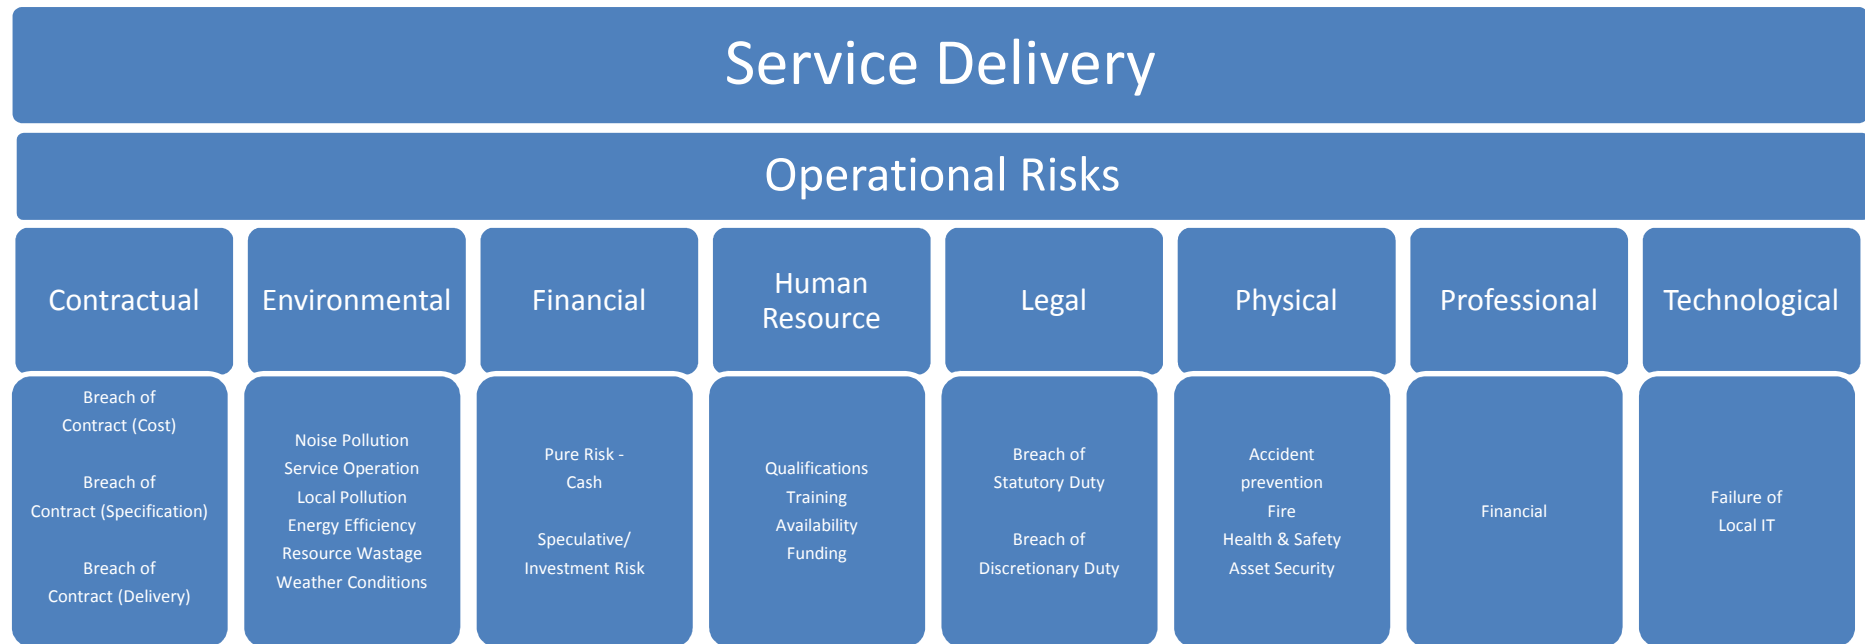 Service Delivery
Operational Risks
Contractual
Environmental
Financial
Human
Resource
Legal
Physical
Professional
Technological
Breach of
Contract (Cost)
Breach of
Contract (Specification)
Breach of
Contract (Delivery)
Noise Pollution
Service Operation
Local Pollution
Energy Efficiency
Resource Wastage
Weather Conditions
Pure Risk -
Cash
Speculative/
Investment Risk
Qualifications
Training
Availability
Funding
Breach of
Statutory Duty
Breach of
Discretionary Duty
Accident
prevention
Fire
Health & Safety
Asset Security
Financial
Failure of
Local IT